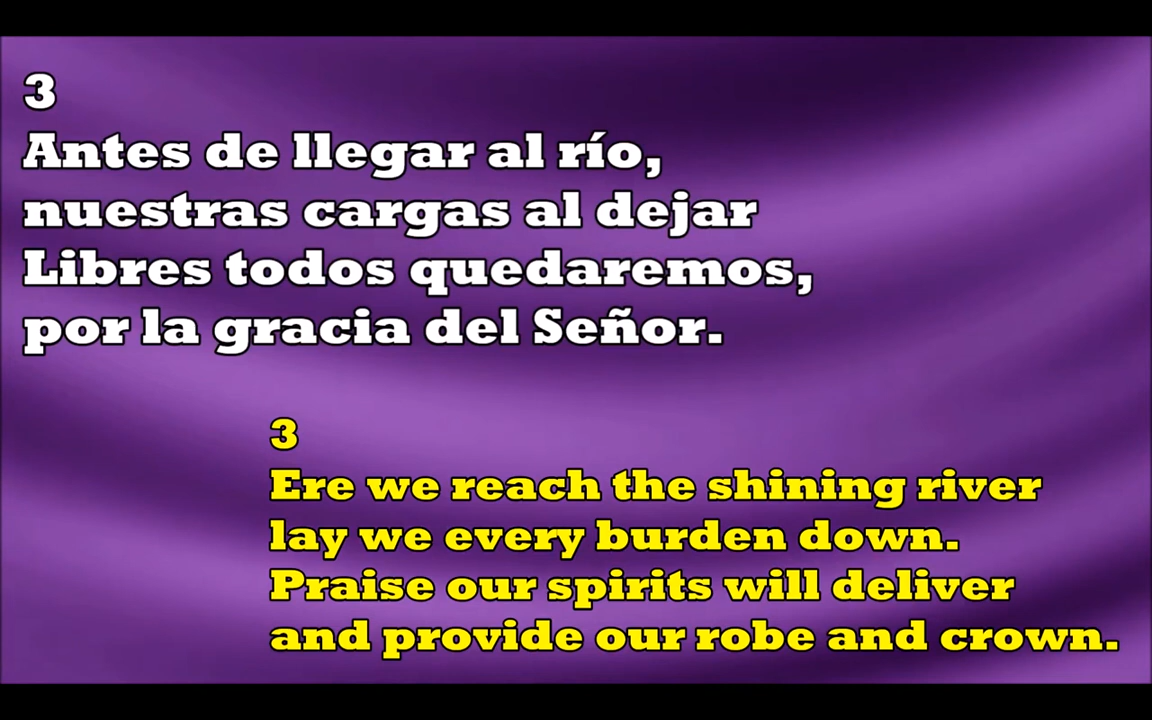 3
Antes de llegar al río,
nuestras cargas al dejar
Libres todos quedaremos,
por la gracia del Señor.
3
Ere we reach the shining river
lay we every burden down.
Praise our spirits will deliver
and provide our robe and crown.